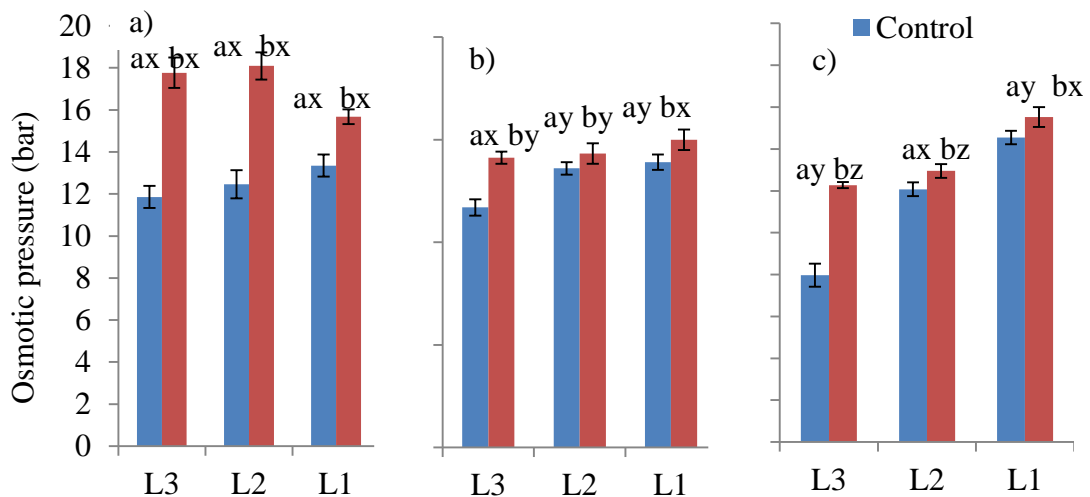 Osmotic pressure (bar)
20
18
16
14
12
10
8
6
4
2
0
a)
ax bx
ax bx
ax bx
L3 L2 L1
b)
ax by
ay by
ay bx
L3 L2 L1
Control
c)
ay bz
ax bz
ay bx
L3 L2 L1